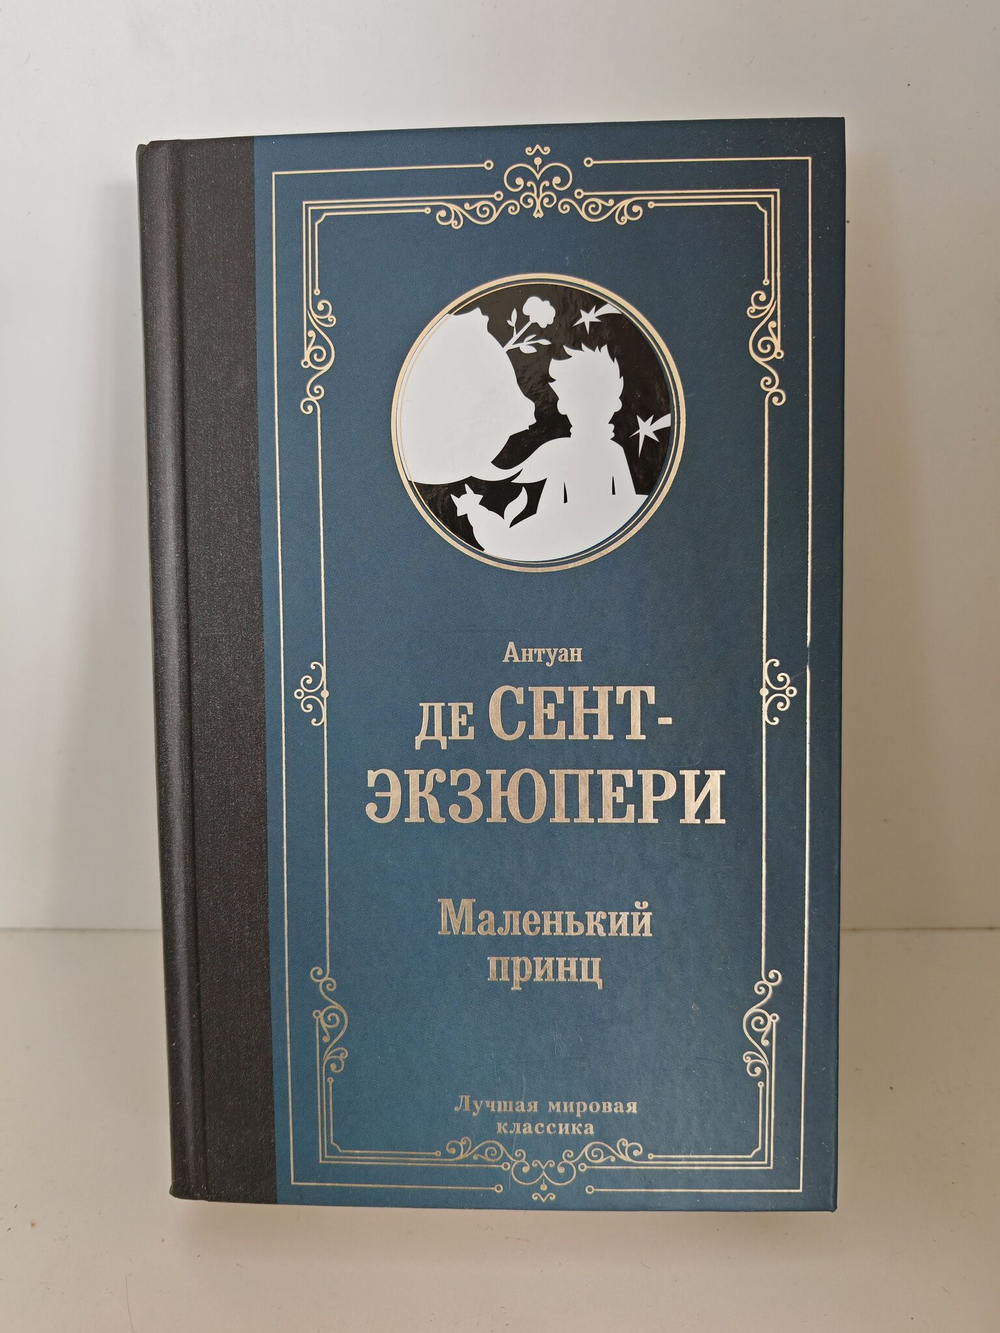 Антуан
ДЕ СЕНТ-
ЭКЗЮПЕРИ
Маленький
принц
Лучшая мировая
классика